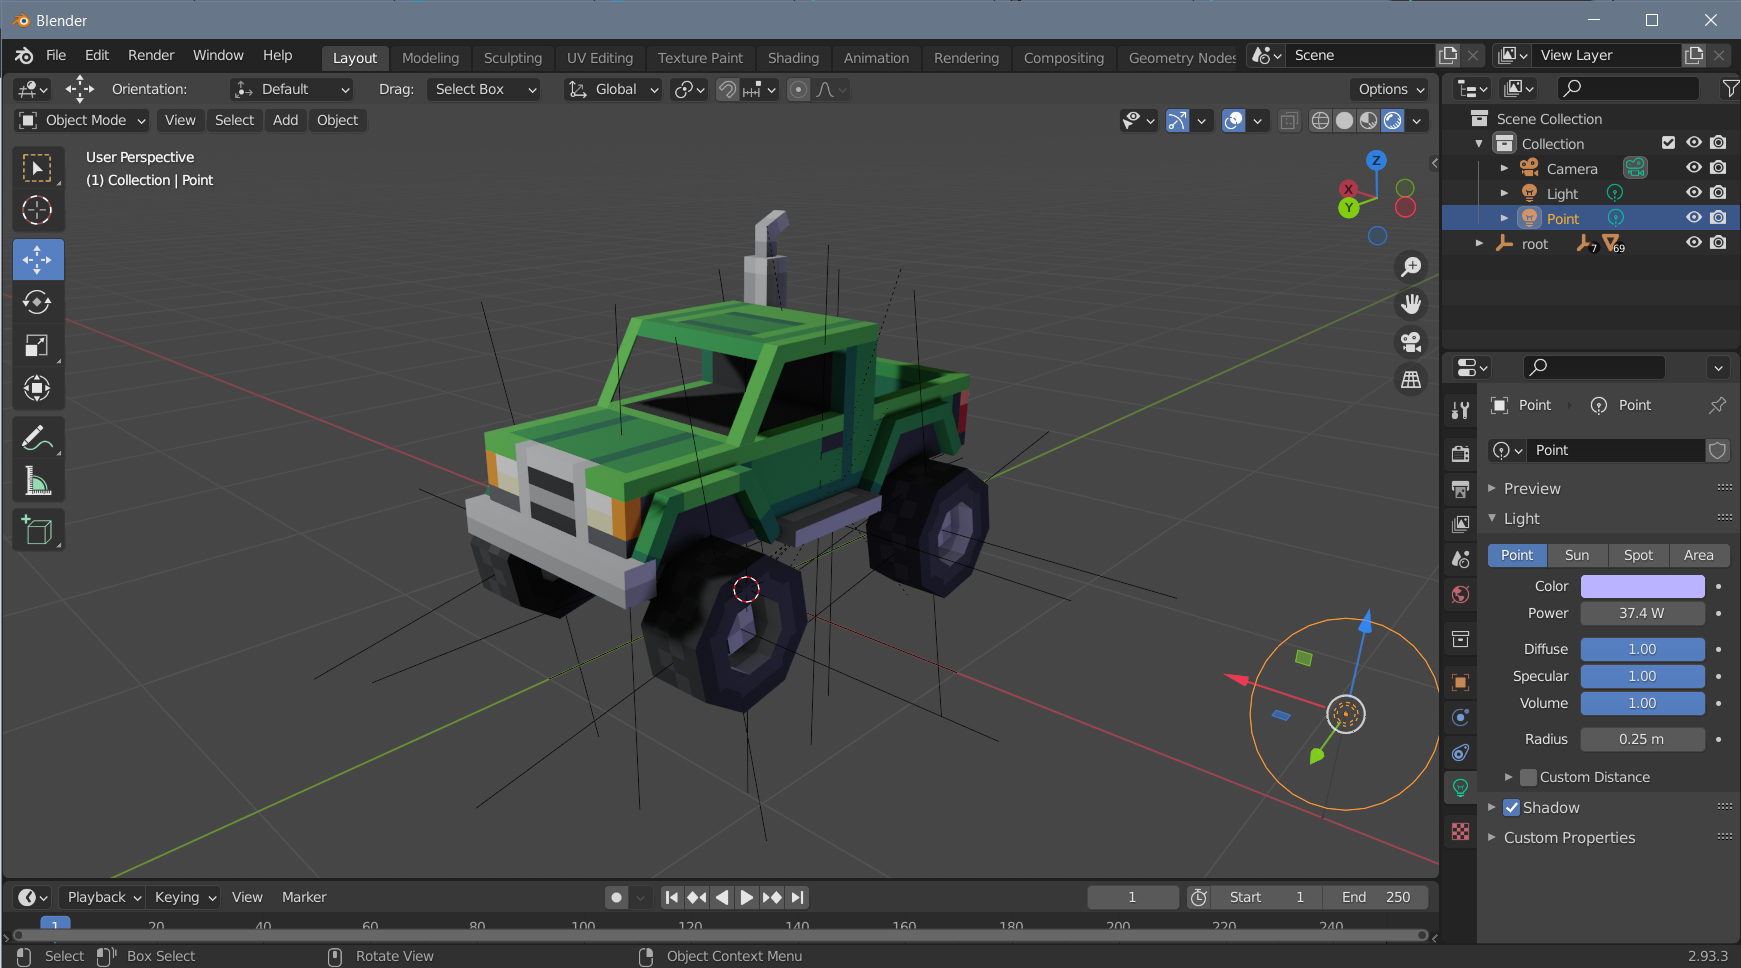 Blender
File Edit Render Window Help Layout Modeling Sculpting UV Editing Texture Paint Shading Animation Rendering Compositing Geometry Nodes Scene View Layer
Orientation: Default Drag: Select Box Global Options
Object Mode View Select Add Object
User Perspective
(1) Collection | Point
Z
X
Y
Scene Collection
Collection
Camera
Light
Point
root 7 69
Point Point
Point
Preview
Light
Point Sun Spot Area
Color
Power 37.4 W
Diffuse 1.00
Specular 1.00
Volume 1.00
Radius 0.25 m
Custom Distance
Shadow
Custom Properties
Playback Keying View Marker 1 Start 1 End 250
1 20 40 60 80 100 120 140 160 180 200 220 240
Select Box Select Rotate View Object Context Menu 2.93.3